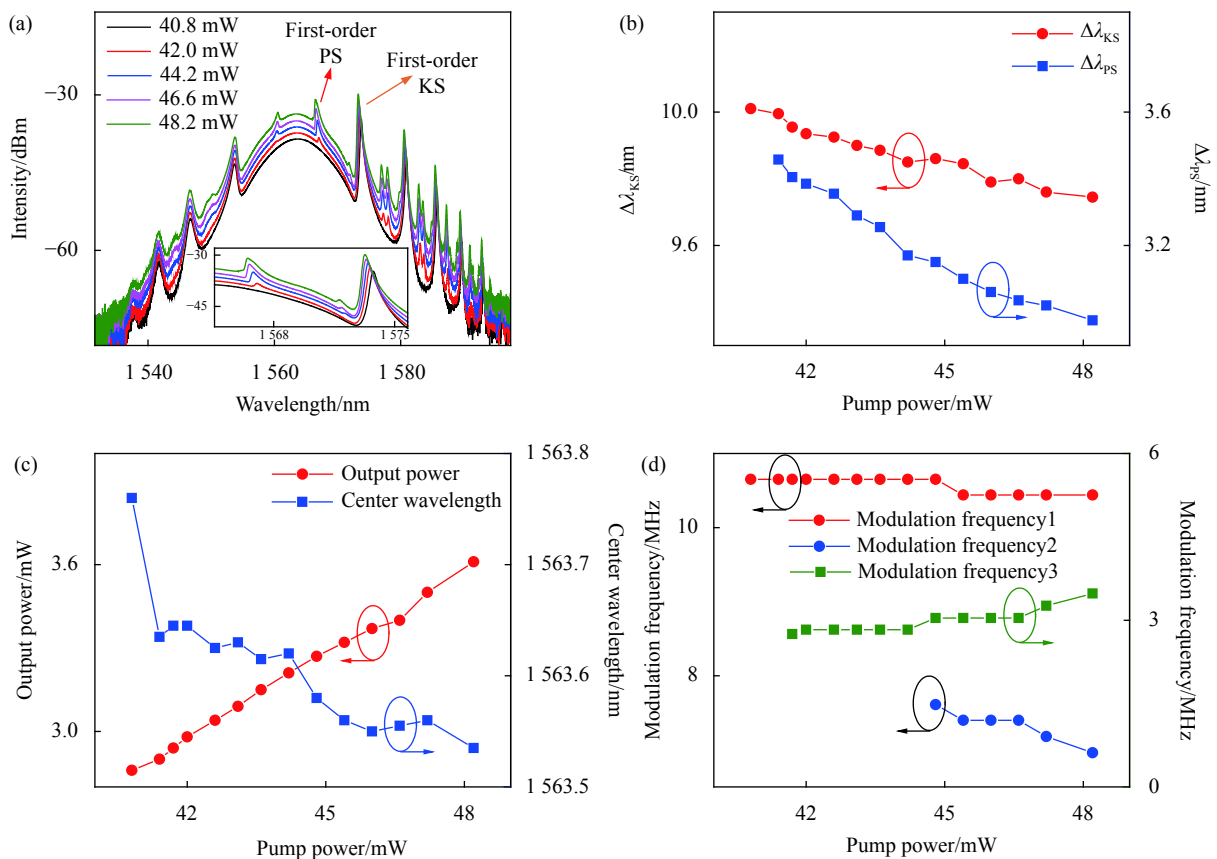 (a)
40.8 mW
42.0 mW
44.2 mW
46.6 mW
48.2 mW
First-order
PS
First-order
KS
Intensity/dBm
−30
−60
−30
−45
1 568
1 575
1 540
1 560
1 580
Wavelength/nm
(b)
Δλ_KS
Δλ_PS
Δλ_KS/nm
10.0
9.6
3.6
3.2
Δλ_PS/nm
42
45
48
Pump power/mW
(c)
Output power
Center wavelength
Output power/mW
3.6
3.0
1 563.8
1 563.7
1 563.6
1 563.5
Center wavelength/nm
42
45
48
Pump power/mW
(d)
Modulation frequency1
Modulation frequency2
Modulation frequency3
Modulation frequency/MHz
10
8
6
3
0
Modulation frequency/MHz
42
45
48
Pump power/mW